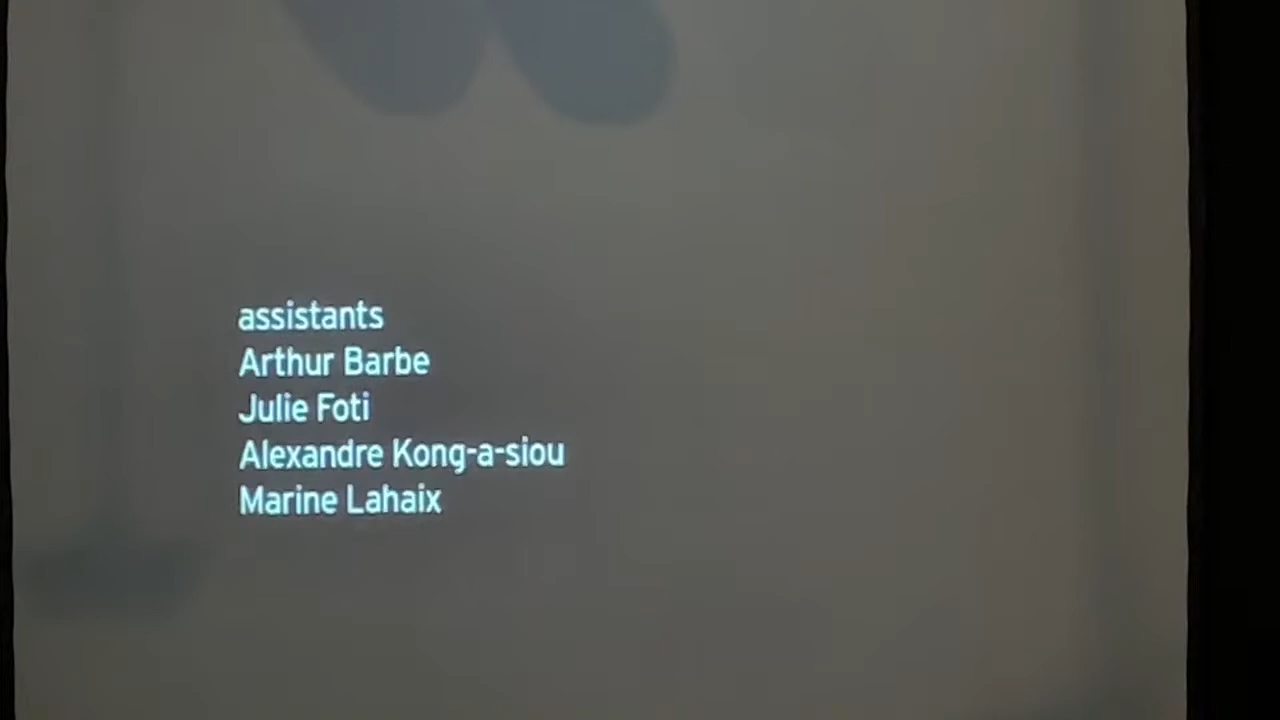 assistants
Arthur Barbe
Julie Foti
Alexandre Kong-a-siou
Marine Lahaix